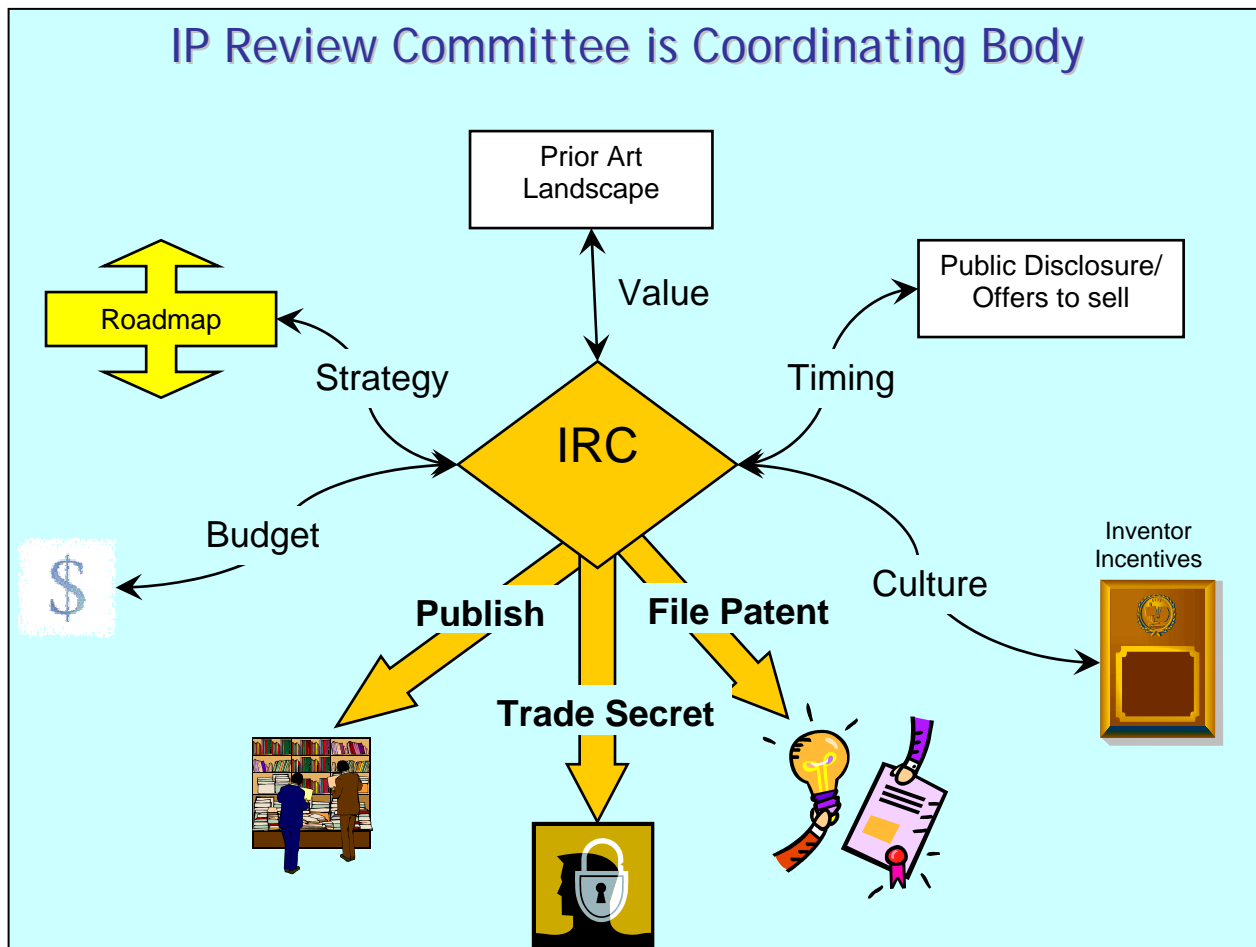 IP Review Committee is Coordinating Body
Prior Art
Landscape
Public Disclosure/
Offers to sell
Roadmap
Value
Strategy
Timing
IRC
Budget
$
Inventor
Incentives
Culture
Publish
File Patent
Trade Secret